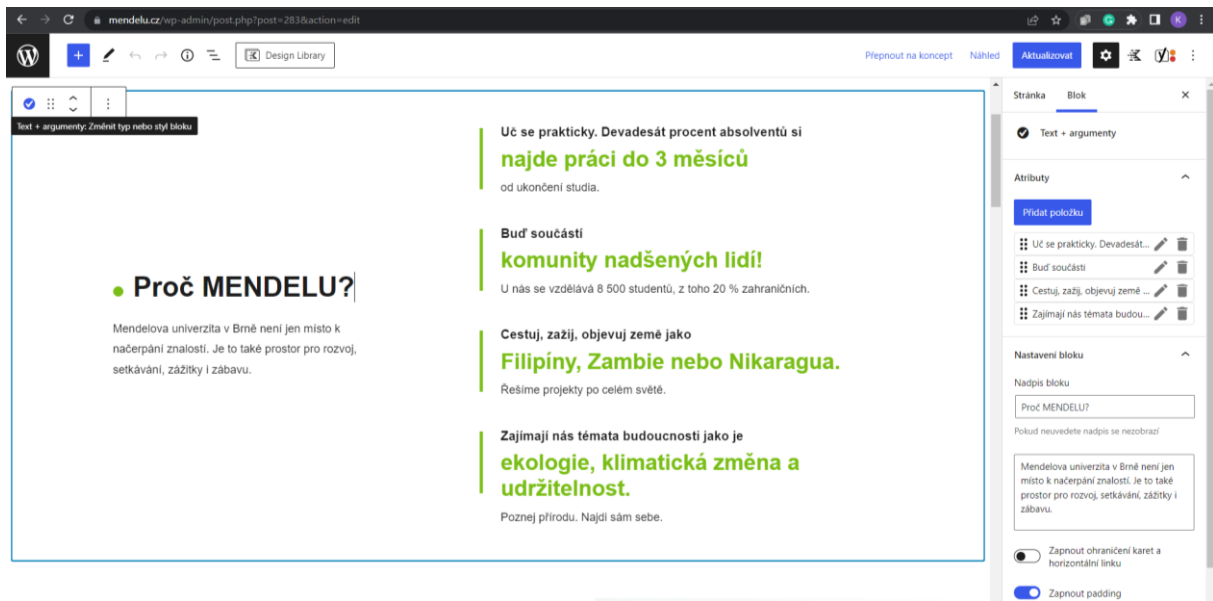 mendelu.cz/wp-admin/post.php?post=283&action=edit
K
Design Library
Přepnout na koncept
Náhled
Aktualizovat
Text + argumenty: Změnit typ nebo styl bloku
Proč MENDELU?
Mendelova univerzita v Brně není jen místo k
načerpání znalostí. Je to také prostor pro rozvoj,
setkávání, zážitky i zábavu.
Uč se prakticky. Devadesát procent absolventů si
najde práci do 3 měsíců
od ukončení studia.
Buď součástí
komunity nadšených lidí!
U nás se vzdělává 8 500 studentů, z toho 20 % zahraničních.
Cestuj, zažij, objevuj země jako
Filipíny, Zambie nebo Nikaragua.
Řešíme projekty po celém světě.
Zajímají nás témata budoucnosti jako je
ekologie, klimatická změna a
udržitelnost.
Poznej přírodu. Najdi sám sebe.
Stránka
Blok
Text + argumenty
Atributy
Přidat položku
Uč se prakticky. Devadesát...
Buď součástí
Cestuj, zažij, objevuj země ...
Zajímají nás témata budou...
Nastavení bloku
Nadpis bloku
Proč MENDELU?
Pokud neuvedete nadpis se nezobrazí
Mendelova univerzita v Brně není jen
místo k načerpání znalostí. Je to také
prostor pro rozvoj, setkávání, zážitky i
zábavu.
Zapnout ohraničení karet a
horizontální linku
Zapnout padding